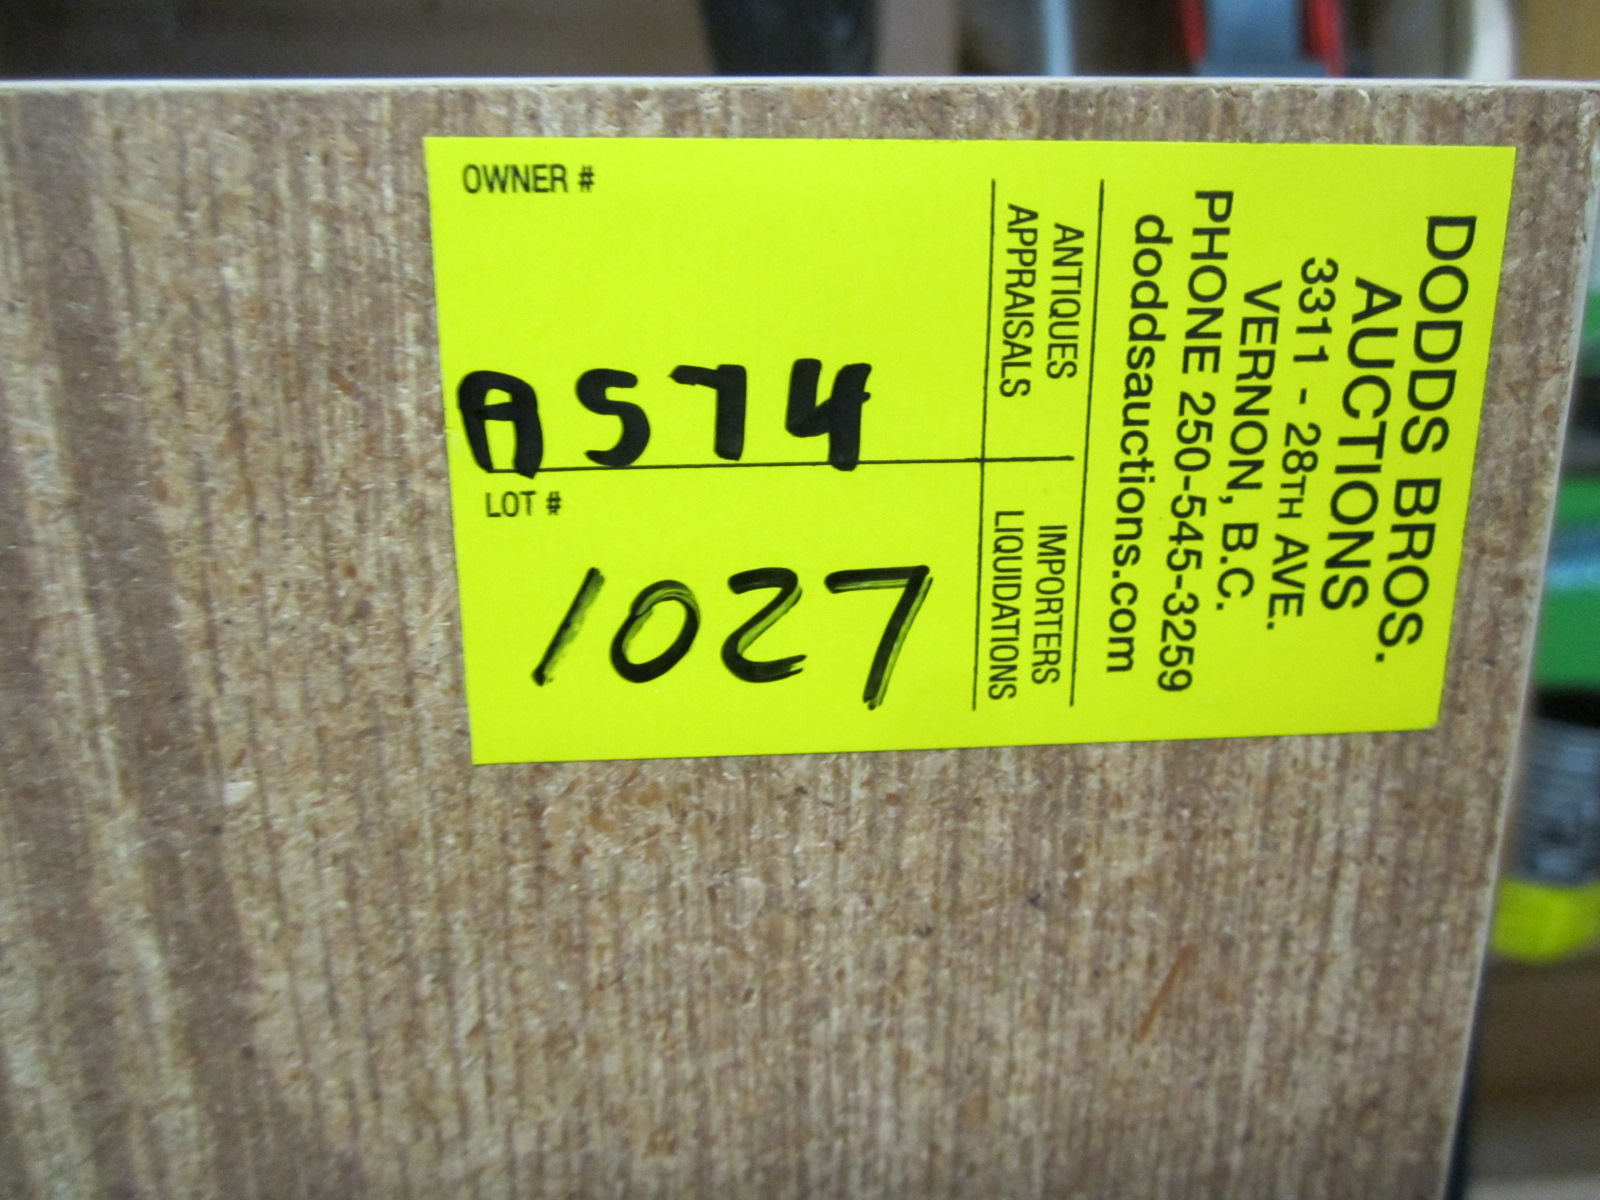 OWNER #
A574
LOT #
1027
DODDS BROS.
AUCTIONS
3311 - 28TH AVE.
VERNON, B.C.
PHONE 250-545-3259
doddsauctions.com
ANTIQUES
APPRAISALS
IMPORTERS
LIQUIDATIONS